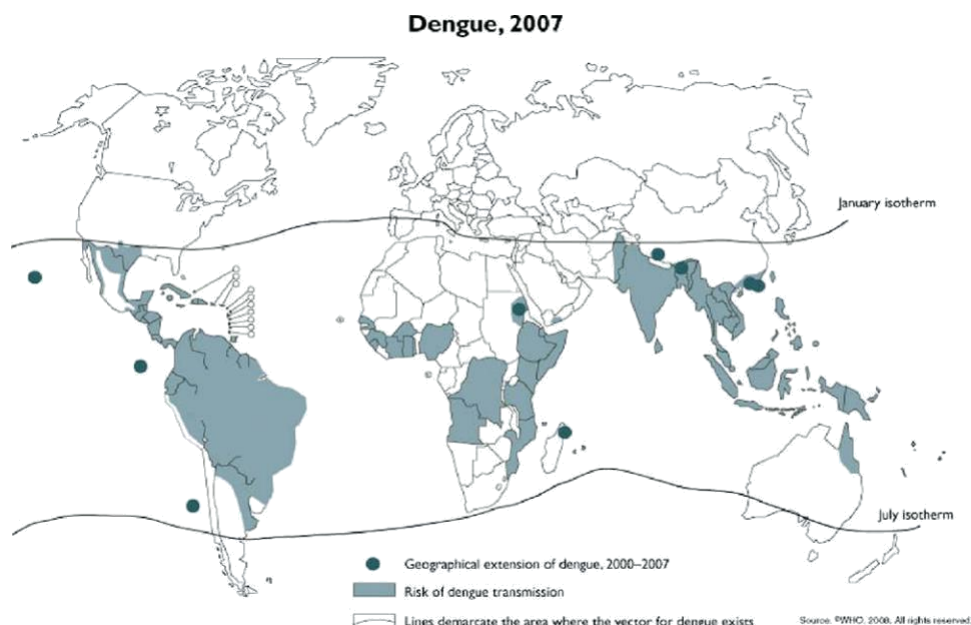 Dengue, 2007
January isotherm
July isotherm
Geographical extension of dengue, 2000–2007
Risk of dengue transmission
Lines demarcate the area where the vector for dengue exists
Source: ©WHO, 2008. All rights reserved